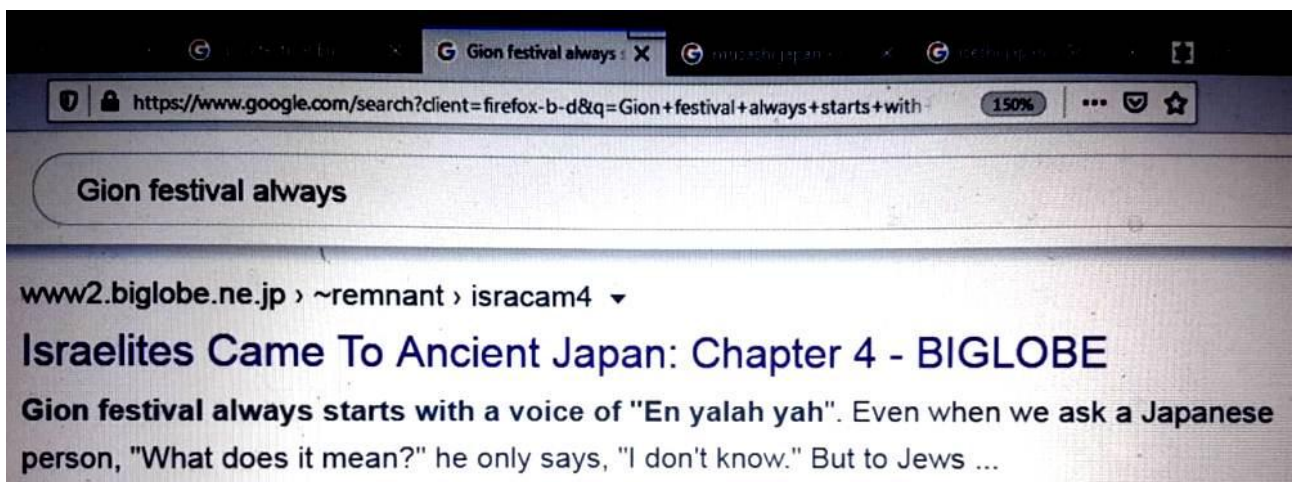 Gion festival always
https://www.google.com/search?client=firefox-b-d&q=Gion+festival+always+starts+with
150%
Gion festival always
www2.biglobe.ne.jp › ~remnant › isracam4
Israelites Came To Ancient Japan: Chapter 4 - BIGLOBE
Gion festival always starts with a voice of "En yalah yah". Even when we ask a Japanese
person, "What does it mean?" he only says, "I don't know." But to Jews ...